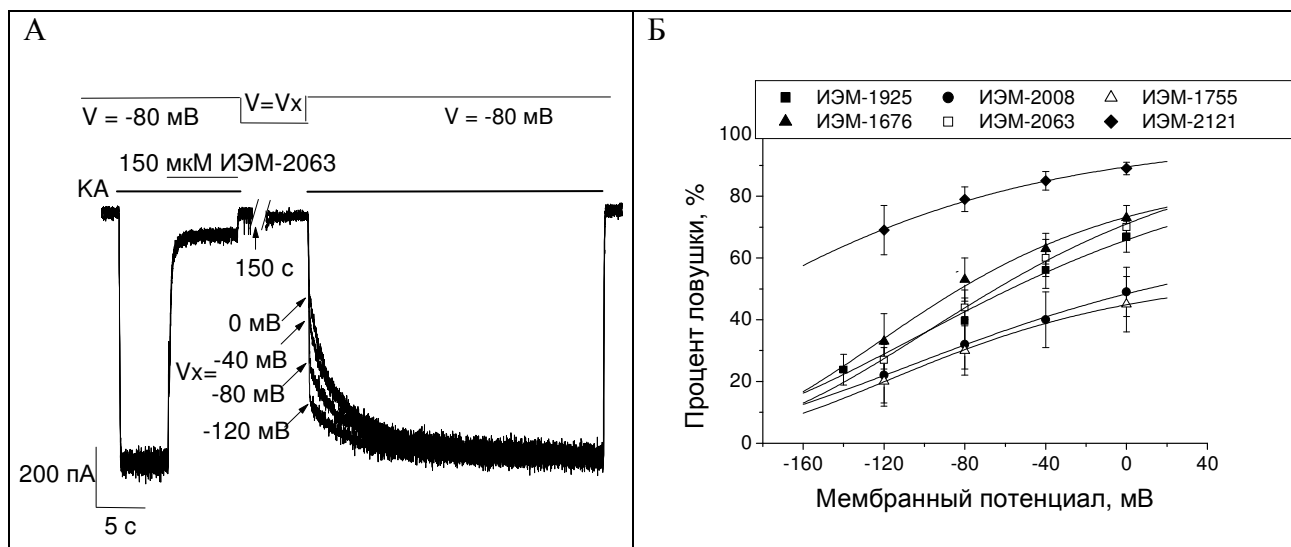 А
V = -80 мВ
V=Vx
V = -80 мВ
150 мкМ ИЭМ-2063
КА
150 с
0 мВ
-40 мВ
Vx=
-80 мВ
-120 мВ
200 пА
5 с
Б
ИЭМ-1925 ИЭМ-2008 ИЭМ-1755
ИЭМ-1676 ИЭМ-2063 ИЭМ-2121
Процент ловушки, %
100
80
60
40
20
0
-160 -120 -80 -40 0 40
Мембранный потенциал, мВ